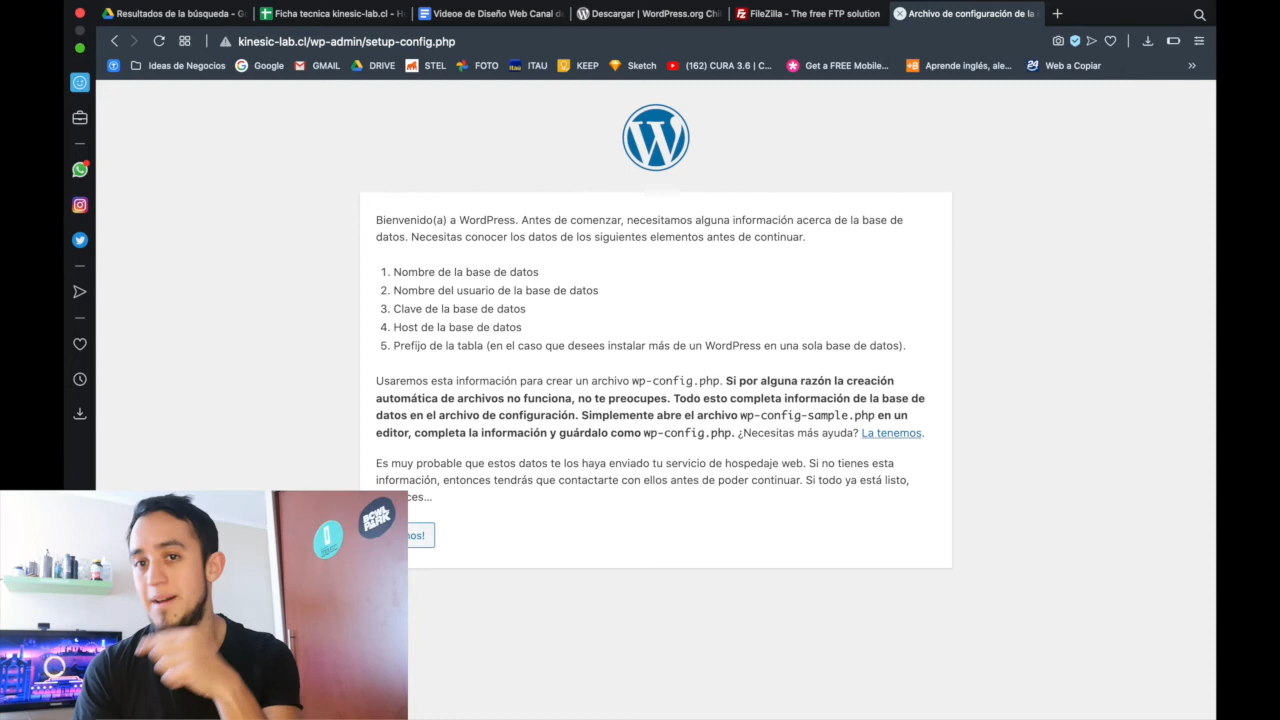 Resultados de la búsqueda - G
Ficha tecnica kinesic-lab.cl - H
Videoe de Diseño Web Canal d
Descargar | WordPress.org Chi
FileZilla - The free FTP solution
Archivo de configuración de la
kinesic-lab.cl/wp-admin/setup-config.php
Ideas de Negocios
Google
GMAIL
DRIVE
STEL
FOTO
ITAU
KEEP
Sketch
(162) CURA 3.6 | C...
Get a FREE Mobile...
Aprende inglés, ale...
Web a Copiar
Bienvenido(a) a WordPress. Antes de comenzar, necesitamos alguna información acerca de la base de
datos. Necesitas conocer los datos de los siguientes elementos antes de continuar.
1. Nombre de la base de datos
2. Nombre del usuario de la base de datos
3. Clave de la base de datos
4. Host de la base de datos
5. Prefijo de la tabla (en el caso que desees instalar más de un WordPress en una sola base de datos).
Usaremos esta información para crear un archivo wp-config.php. Si por alguna razón la creación
automática de archivos no funciona, no te preocupes. Todo esto completa información de la base de
datos en el archivo de configuración. Simplemente abre el archivo wp-config-sample.php en un
editor, completa la información y guárdalo como wp-config.php. ¿Necesitas más ayuda? La tenemos.
Es muy probable que estos datos te los haya enviado tu servicio de hospedaje web. Si no tienes esta
información, entonces tendrás que contactarte con ellos antes de poder continuar. Si todo ya está listo,
ces...
nos!
BOWL
PARK